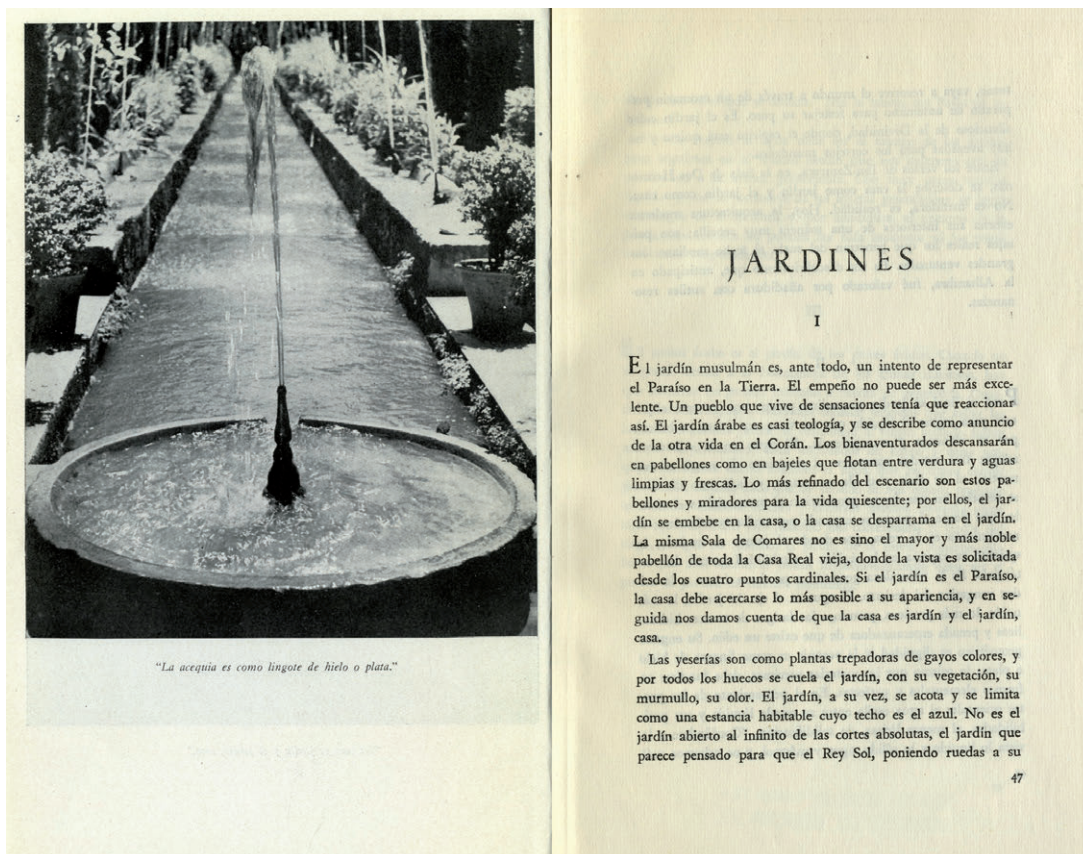 "La acequia es como lingote de hielo o plata."
JARDINES
I
El jardín musulmán es, ante todo, un intento de representar
el Paraíso en la Tierra. El empeño no puede ser más exce-
lente. Un pueblo que vive de sensaciones tenía que reaccionar
así. El jardín árabe es casi teología, y se describe como anuncio
de la otra vida en el Corán. Los bienaventurados descansarán
en pabellones como en bajeles que flotan entre verdura y aguas
limpias y frescas. Lo más refinado del escenario son estos pa-
bellones y miradores para la vida quiescente; por ellos, el jar-
dín se embebe en la casa, o la casa se desparrama en el jardín.
La misma Sala de Comares no es sino el mayor y más noble
pabellón de toda la Casa Real vieja, donde la vista es solicitada
desde los cuatro puntos cardinales. Si el jardín es el Paraíso,
la casa debe acercarse lo más posible a su apariencia, y en se-
guida nos damos cuenta de que la casa es jardín y el jardín,
casa.
Las yeserías son como plantas trepadoras de gayos colores, y
por todos los huecos se cuela el jardín, con su vegetación, su
murmullo, su olor. El jardín, a su vez, se acota y se limita
como una estancia habitable cuyo techo es el azul. No es el
jardín abierto al infinito de las cortes absolutas, el jardín que
parece pensado para que el Rey Sol, poniendo ruedas a su
47